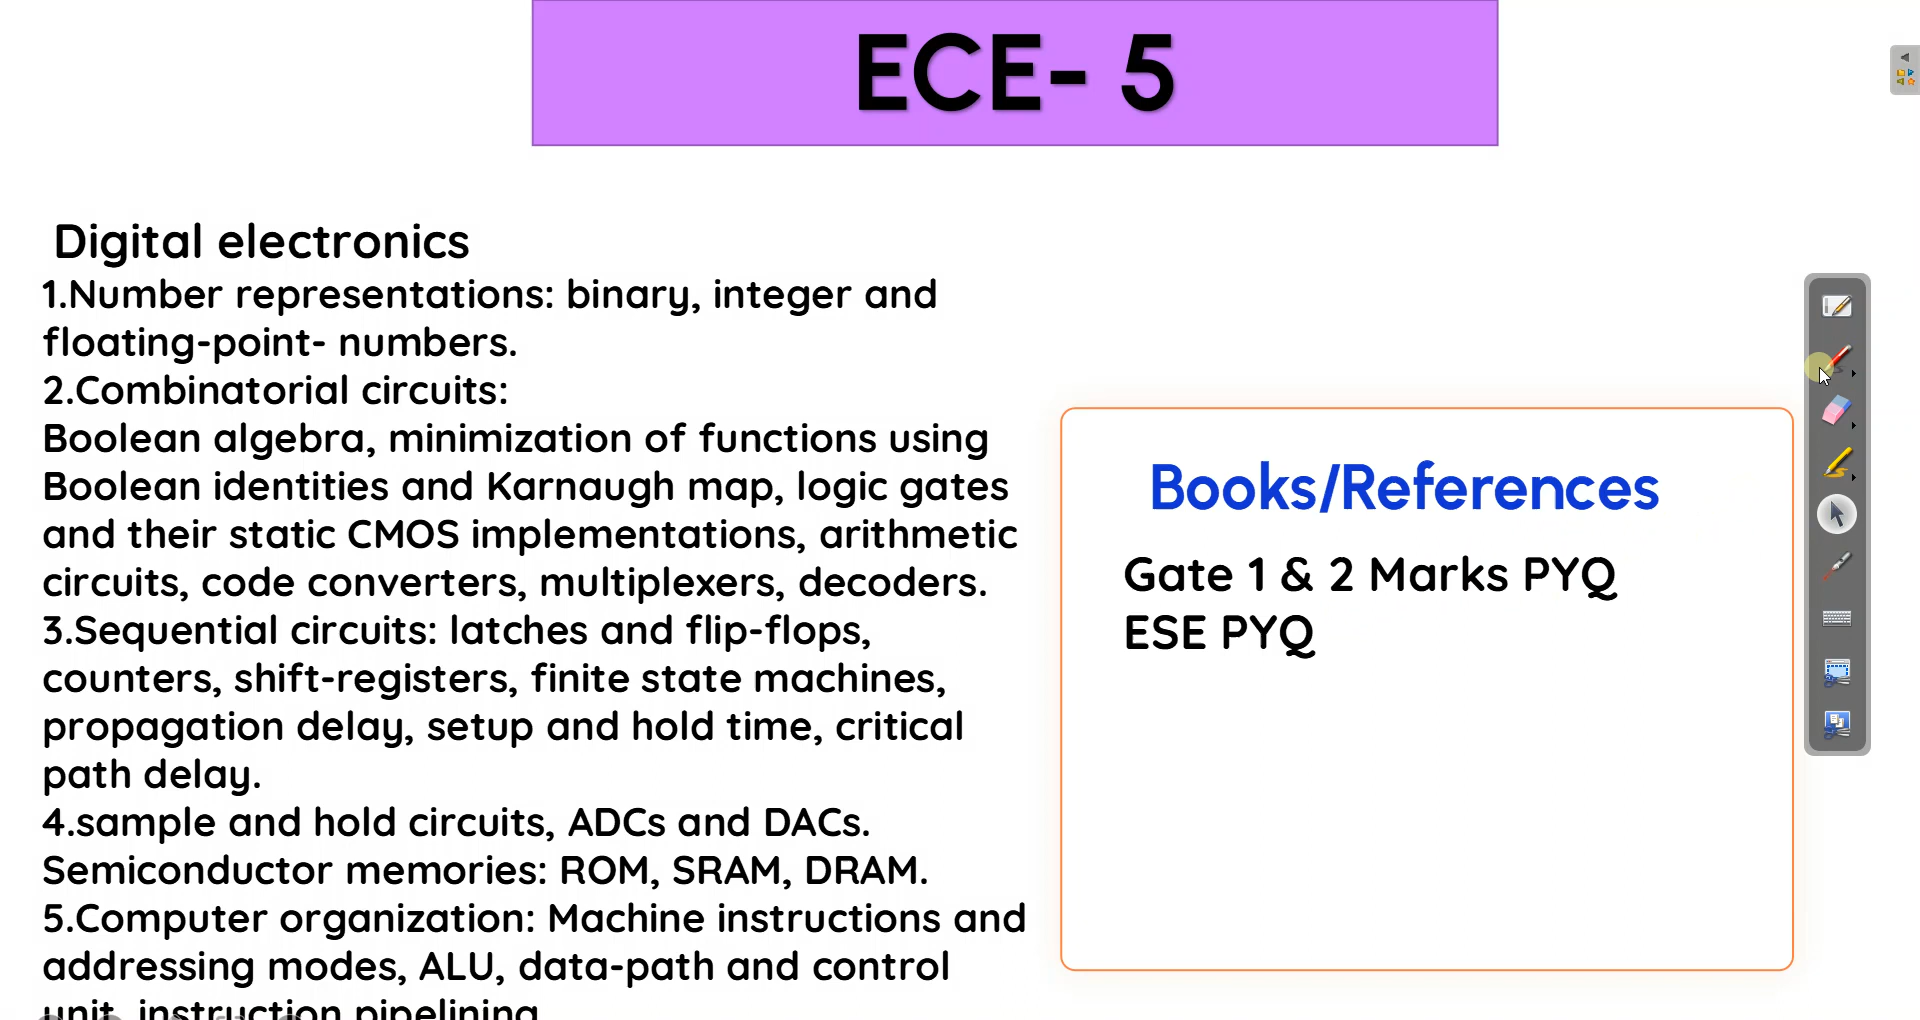 ECE- 5
Digital electronics
1.Number representations: binary, integer and
floating-point- numbers.
2.Combinatorial circuits:
Boolean algebra, minimization of functions using
Boolean identities and Karnaugh map, logic gates
and their static CMOS implementations, arithmetic
circuits, code converters, multiplexers, decoders.
3.Sequential circuits: latches and flip-flops,
counters, shift-registers, finite state machines,
propagation delay, setup and hold time, critical
path delay.
4.sample and hold circuits, ADCs and DACs.
Semiconductor memories: ROM, SRAM, DRAM.
5.Computer organization: Machine instructions and
addressing modes, ALU, data-path and control
unit, instruction pipelining
Books/References
Gate 1 & 2 Marks PYQ
ESE PYQ